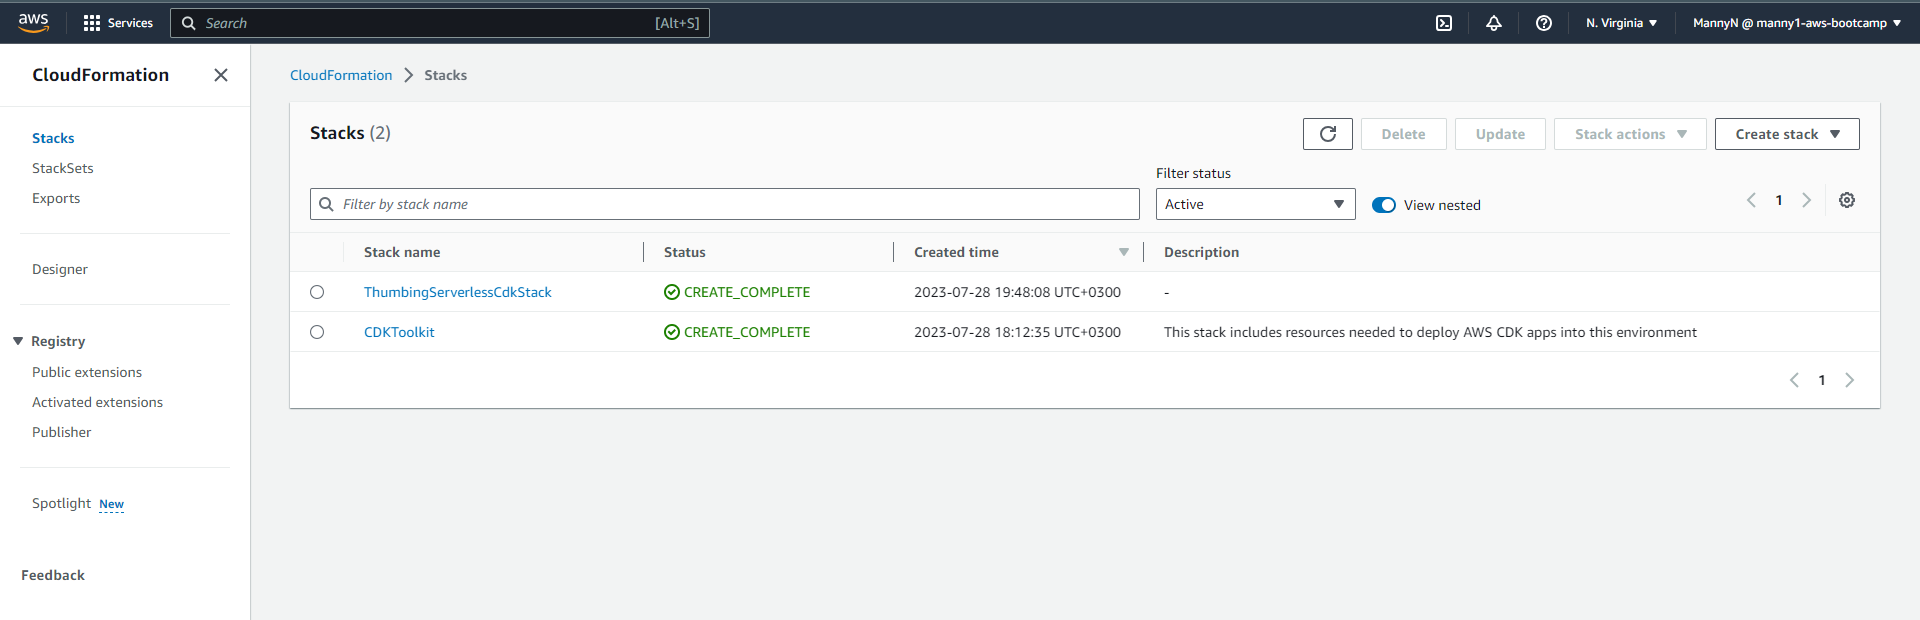 aws Services Search [Alt+S] N. Virginia MannyN @ manny1-aws-bootcamp
CloudFormation
Stacks
StackSets
Exports
Designer
Registry
Public extensions
Activated extensions
Publisher
Spotlight New
Feedback
CloudFormation Stacks
Stacks (2)
Delete Update Stack actions Create stack
Filter status
Filter by stack name Active View nested 1
Stack name Status Created time Description
ThumbingServerlessCdkStack CREATE_COMPLETE 2023-07-28 19:48:08 UTC+0300 -
CDKToolkit CREATE_COMPLETE 2023-07-28 18:12:35 UTC+0300 This stack includes resources needed to deploy AWS CDK apps into this environment
1